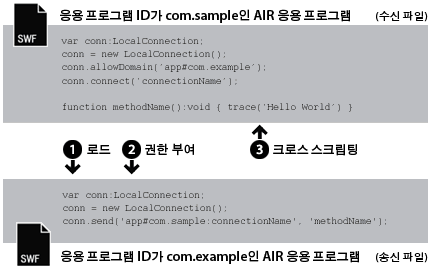 응용 프로그램 ID가 com.sample인 AIR 응용 프로그램 (수신 파일)
SWF
var conn:LocalConnection;
conn = new LocalConnection();
conn.allowDomain('app#com.example');
conn.connect('connectionName');
function methodName():void { trace('Hello World') }
1 로드 2 권한 부여 3 크로스 스크립팅
var conn:LocalConnection;
conn = new LocalConnection();
conn.send('app#com.sample:connectionName', 'methodName');
SWF
응용 프로그램 ID가 com.example인 AIR 응용 프로그램 (송신 파일)